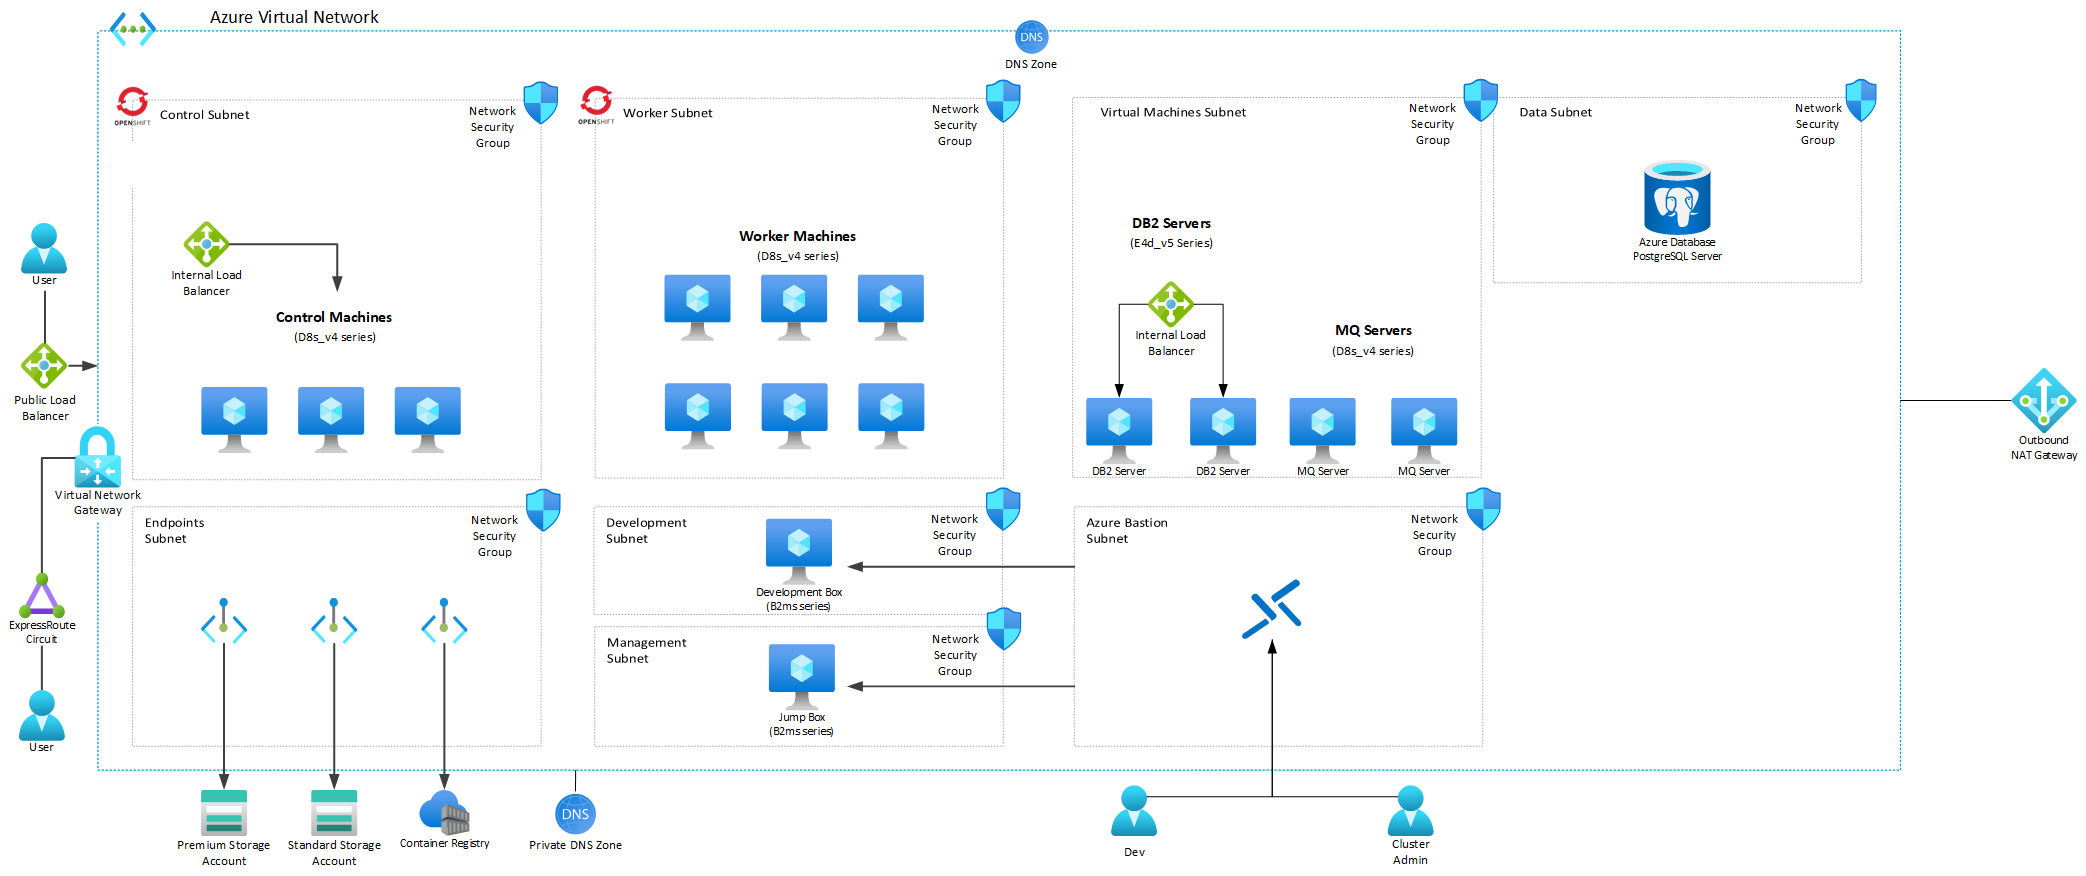 Azure Virtual Network
DNS
DNS Zone
OPENSHIFT
Control Subnet
Network
Security
Group
OPENSHIFT
Worker Subnet
Network
Security
Group
Virtual Machines Subnet
Network
Security
Group
Data Subnet
Network
Security
Group
Azure Database
PostgreSQL Server
User
Public Load
Balancer
Internal Load
Balancer
Control Machines
(D8s_v4 series)
Worker Machines
(D8s_v4 series)
DB2 Servers
(E4d_v5 Series)
Internal Load
Balancer
MQ Servers
(D8s_v4 series)
DB2 Server
DB2 Server
MQ Server
MQ Server
Outbound
NAT Gateway
Virtual Network
Gateway
ExpressRoute
Circuit
User
Endpoints
Subnet
Network
Security
Group
Development
Subnet
Network
Security
Group
Development Box
(B2ms series)
Management
Subnet
Network
Security
Group
Jump Box
(B2ms series)
Azure Bastion
Subnet
Network
Security
Group
Premium Storage
Account
Standard Storage
Account
Container Registry
DNS
Private DNS Zone
Dev
Cluster
Admin